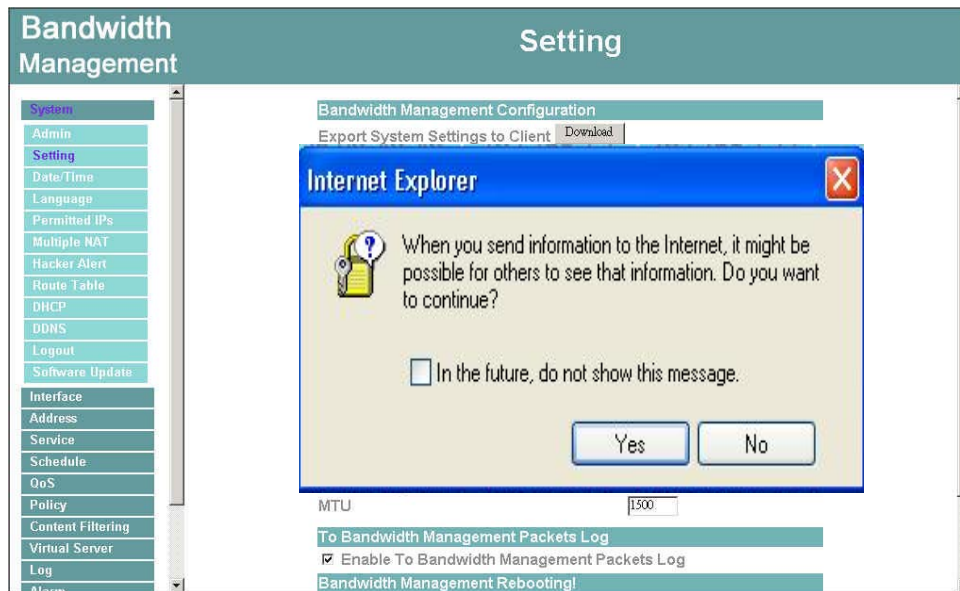 Bandwidth
Management
Setting
System
Admin
Setting
Date/Time
Language
Permitted IPs
Multiple NAT
Hacker Alert
Route Table
DHCP
DDNS
Logout
Software Update
Interface
Address
Service
Schedule
QoS
Policy
Content Filtering
Virtual Server
Log
Alarm
Bandwidth Management Configuration
Export System Settings to Client Download
Internet Explorer
When you send information to the Internet, it might be
possible for others to see that information. Do you want
to continue?
In the future, do not show this message.
Yes No
MTU 1500
To Bandwidth Management Packets Log
Enable To Bandwidth Management Packets Log
Bandwidth Management Rebooting!